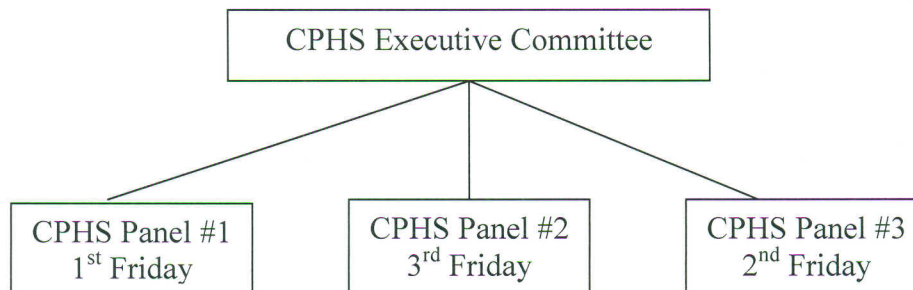 CPHS Executive Committee
CPHS Panel #1
1st Friday
CPHS Panel #2
3rd Friday
CPHS Panel #3
2nd Friday